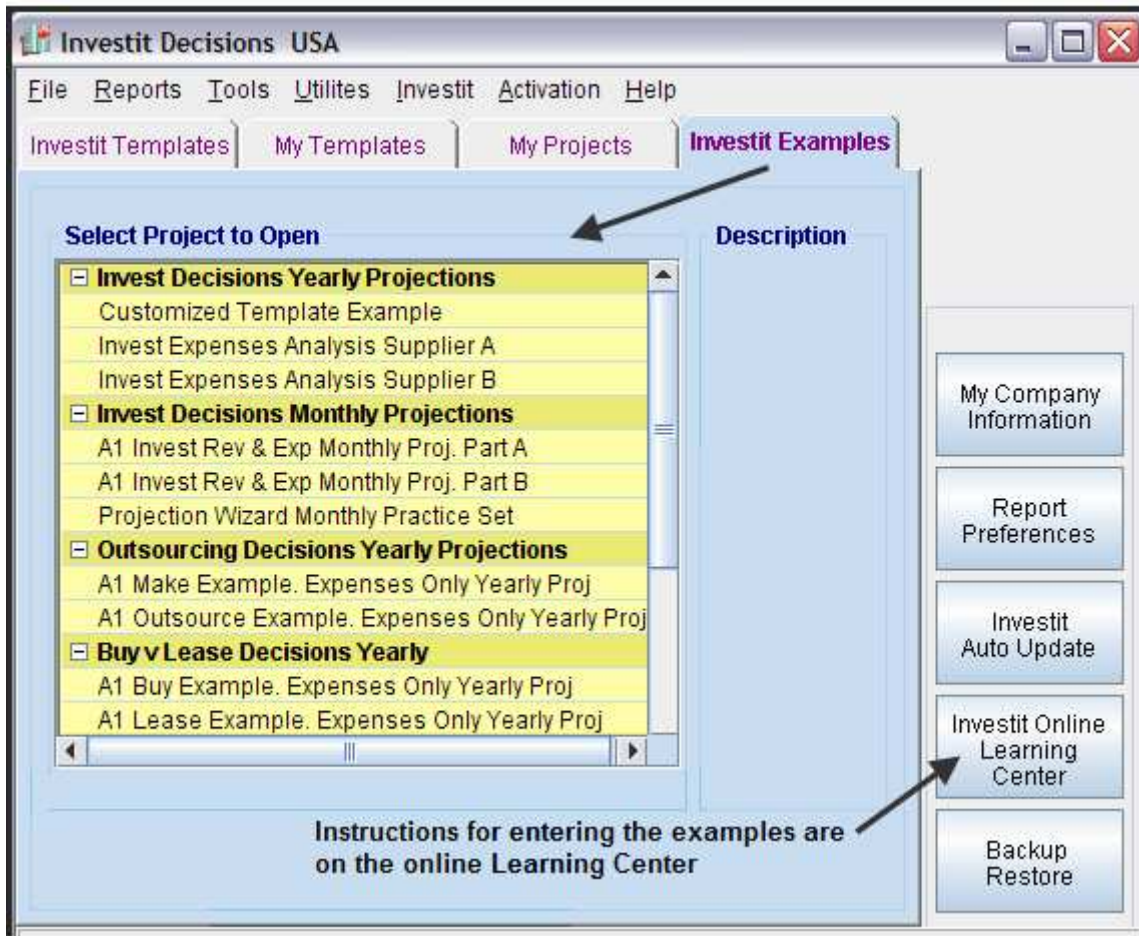 Investit Decisions USA
File Reports Tools Utilites Investit Activation Help
Investit Templates My Templates My Projects Investit Examples
Select Project to Open
Description
Invest Decisions Yearly Projections
Customized Template Example
Invest Expenses Analysis Supplier A
Invest Expenses Analysis Supplier B
Invest Decisions Monthly Projections
A1 Invest Rev & Exp Monthly Proj. Part A
A1 Invest Rev & Exp Monthly Proj. Part B
Projection Wizard Monthly Practice Set
Outsourcing Decisions Yearly Projections
A1 Make Example. Expenses Only Yearly Proj
A1 Outsource Example. Expenses Only Yearly Proj
Buy v Lease Decisions Yearly
A1 Buy Example. Expenses Only Yearly Proj
A1 Lease Example. Expenses Only Yearly Proj
Instructions for entering the examples are
on the online Learning Center
My Company
Information
Report
Preferences
Investit
Auto Update
Investit Online
Learning
Center
Backup
Restore